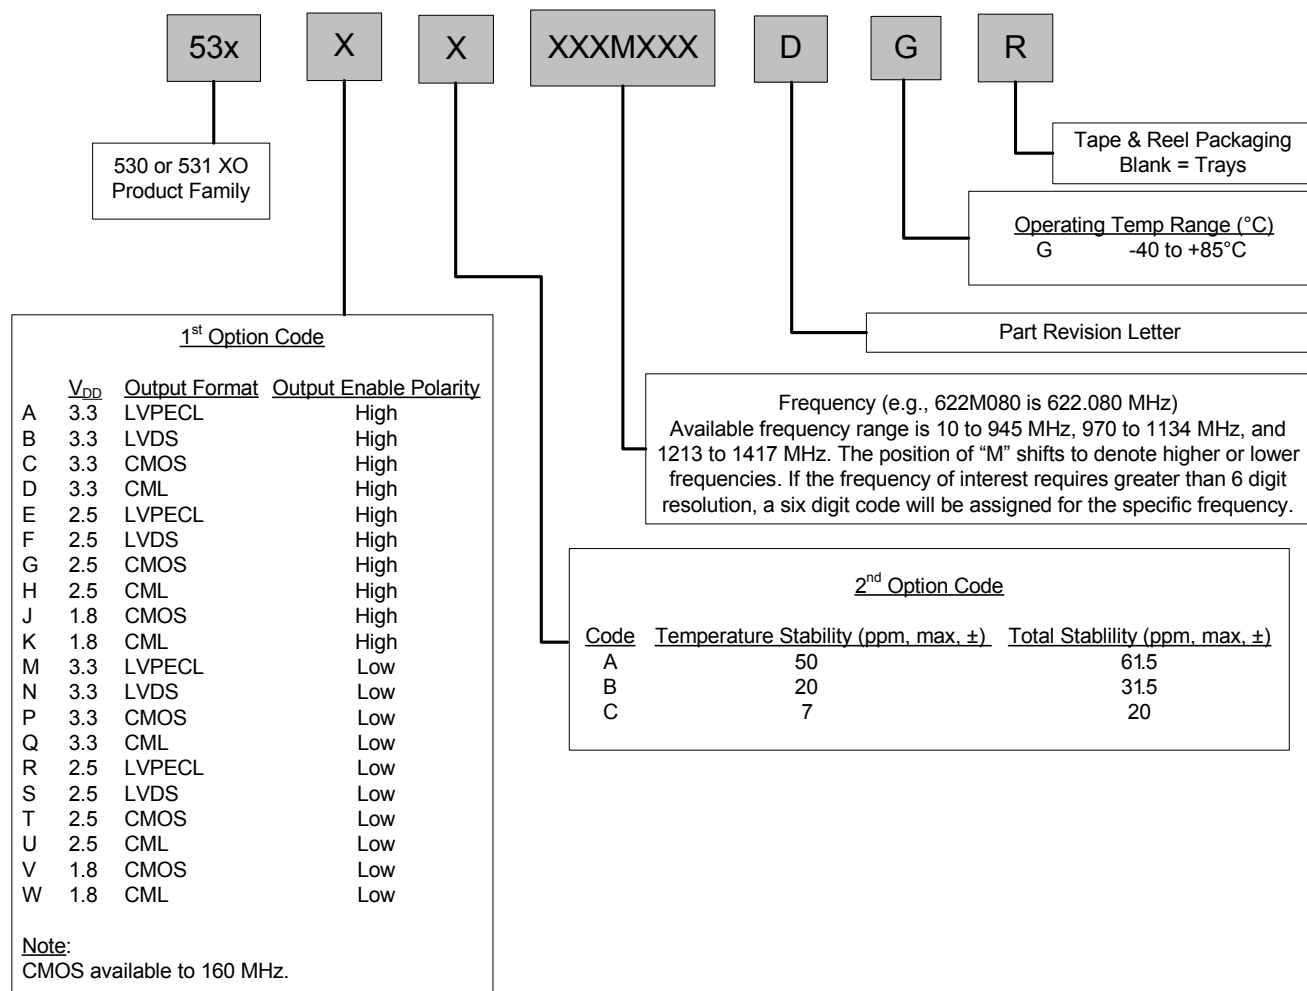 53x X X XXXMXXX D G R
530 or 531 XO
Product Family
Tape & Reel Packaging
Blank = Trays
Operating Temp Range (°C)
G -40 to +85°C
Part Revision Letter
Frequency (e.g., 622M080 is 622.080 MHz)
Available frequency range is 10 to 945 MHz, 970 to 1134 MHz, and
1213 to 1417 MHz. The position of “M” shifts to denote higher or lower
frequencies. If the frequency of interest requires greater than 6 digit
resolution, a six digit code will be assigned for the specific frequency.
1st Option Code
VDD Output Format Output Enable Polarity
A 3.3 LVPECL High
B 3.3 LVDS High
C 3.3 CMOS High
D 3.3 CML High
E 2.5 LVPECL High
F 2.5 LVDS High
G 2.5 CMOS High
H 2.5 CML High
J 1.8 CMOS High
K 1.8 CML High
M 3.3 LVPECL Low
N 3.3 LVDS Low
P 3.3 CMOS Low
Q 3.3 CML Low
R 2.5 LVPECL Low
S 2.5 LVDS Low
T 2.5 CMOS Low
U 2.5 CML Low
V 1.8 CMOS Low
W 1.8 CML Low
Note:
CMOS available to 160 MHz.
2nd Option Code
Code Temperature Stability (ppm, max, ±) Total Stablility (ppm, max, ±)
A 50 61.5
B 20 31.5
C 7 20